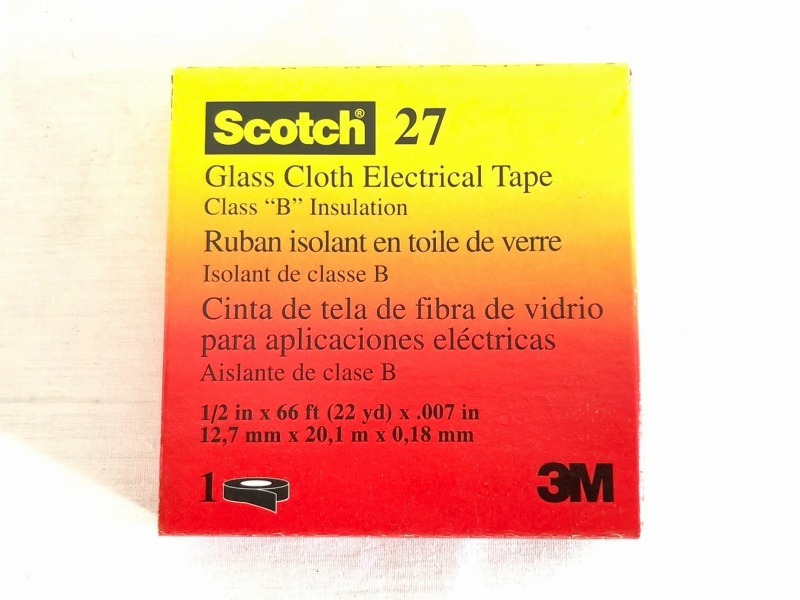 Scotch® 27
Glass Cloth Electrical Tape
Class “B” Insulation
Ruban isolant en toile de verre
Isolant de classe B
Cinta de tela de fibra de vidrio
para aplicaciones eléctricas
Aislante de clase B
1/2 in x 66 ft (22 yd) x .007 in
12,7 mm x 20,1 m x 0,18 mm
1
3M